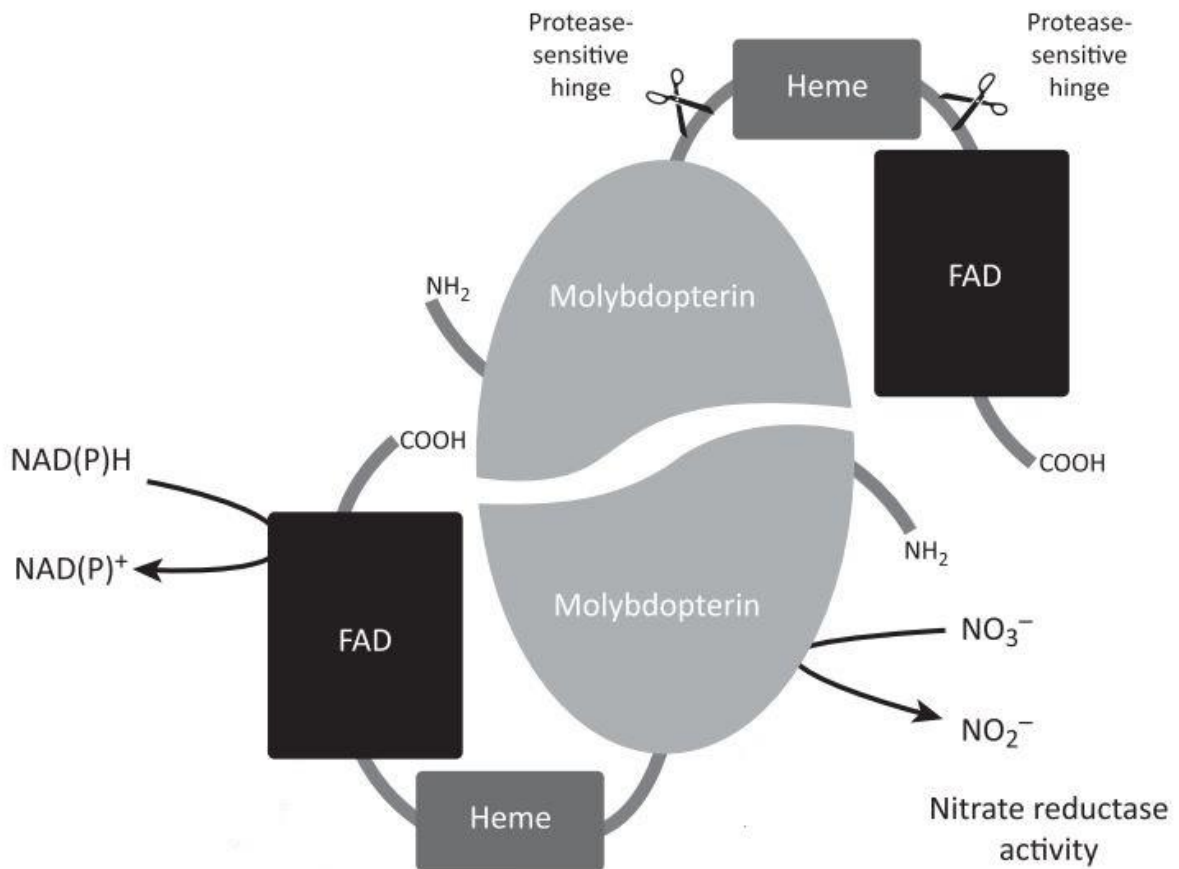 Protease-
sensitive
hinge
Heme
Protease-
sensitive
hinge
FAD
NH₂
Molybdopterin
COOH
COOH
NAD(P)H
NAD(P)⁺
FAD
Molybdopterin
NH₂
NO₃⁻
NO₂⁻
Heme
Nitrate reductase
activity